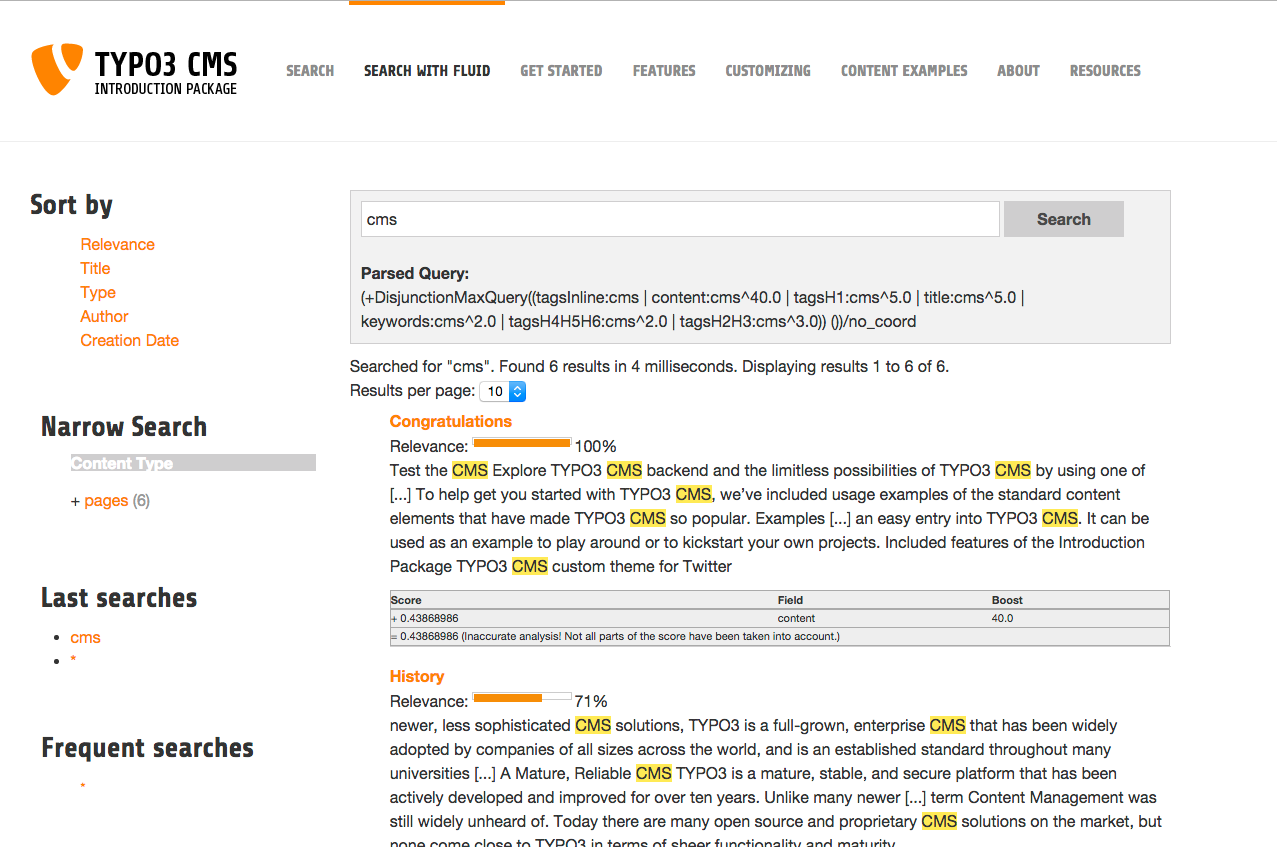 TYPO3 CMS
INTRODUCTION PACKAGE
SEARCH SEARCH WITH FLUID GET STARTED FEATURES CUSTOMIZING CONTENT EXAMPLES ABOUT RESOURCES
Sort by
Relevance
Title
Type
Author
Creation Date
Narrow Search
Content Type
+ pages (6)
Last searches
• cms
• *
Frequent searches
*
cms
Search
Parsed Query:
(+DisjunctionMaxQuery((tagsInline:cms | content:cms^40.0 | tagsH1:cms^5.0 | title:cms^5.0 |
keywords:cms^2.0 | tagsH4H5H6:cms^2.0 | tagsH2H3:cms^3.0)) ())/no_coord
Searched for "cms". Found 6 results in 4 milliseconds. Displaying results 1 to 6 of 6.
Results per page: 10
Congratulations
Relevance: 100%
Test the CMS Explore TYPO3 CMS backend and the limitless possibilities of TYPO3 CMS by using one of
[...] To help get you started with TYPO3 CMS, we’ve included usage examples of the standard content
elements that have made TYPO3 CMS so popular. Examples [...] an easy entry into TYPO3 CMS. It can be
used as an example to play around or to kickstart your own projects. Included features of the Introduction
Package TYPO3 CMS custom theme for Twitter
Score Field Boost
+ 0.43868986 content 40.0
= 0.43868986 (Inaccurate analysis! Not all parts of the score have been taken into account.)
History
Relevance: 71%
newer, less sophisticated CMS solutions, TYPO3 is a full-grown, enterprise CMS that has been widely
adopted by companies of all sizes across the world, and is an established standard throughout many
universities [...] A Mature, Reliable CMS TYPO3 is a mature, stable, and secure platform that has been
actively developed and improved for over ten years. Unlike many newer [...] term Content Management was
still widely unheard of. Today there are many open source and proprietary CMS solutions on the market, but
none come close to TYPO3 in terms of sheer functionality and maturity